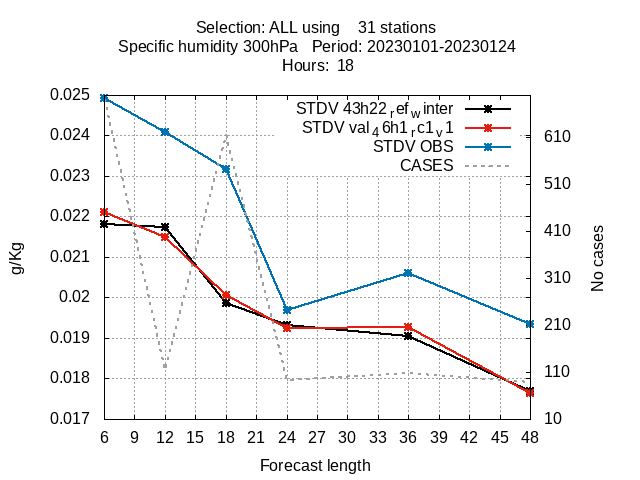 Selection: ALL using    31 stations
Specific humidity 300hPa   Period: 20230101-20230124
Hours:  18
STDV 43h22_refwinter
STDV val46h1rc1v1
STDV OBS
CASES
0.025
0.024
0.023
0.022
0.021
0.02
0.019
0.018
0.017
610
510
410
310
210
110
10
g/Kg
No cases
6 9 12 15 18 21 24 27 30 33 36 39 42 45 48
Forecast length